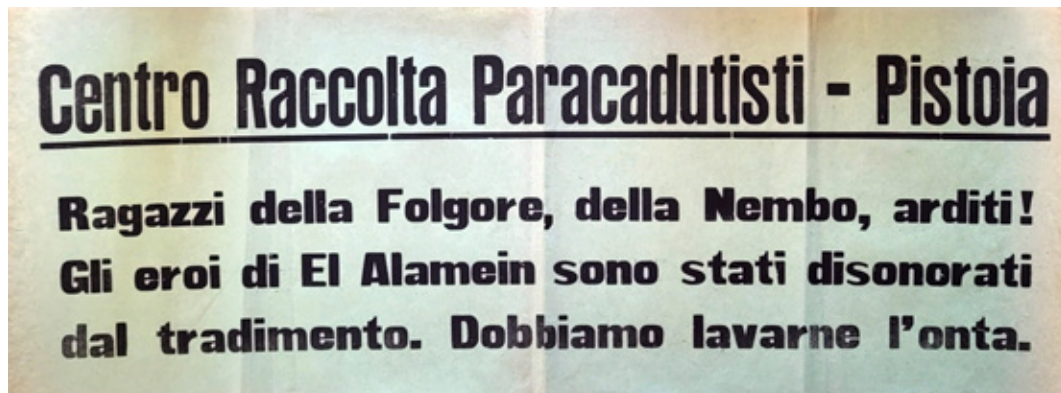 Centro Raccolta Paracadutisti - Pistoia
Ragazzi della Folgore, della Nembo, arditi!
Gli eroi di El Alamein sono stati disonorati
dal tradimento. Dobbiamo lavarne l'onta.